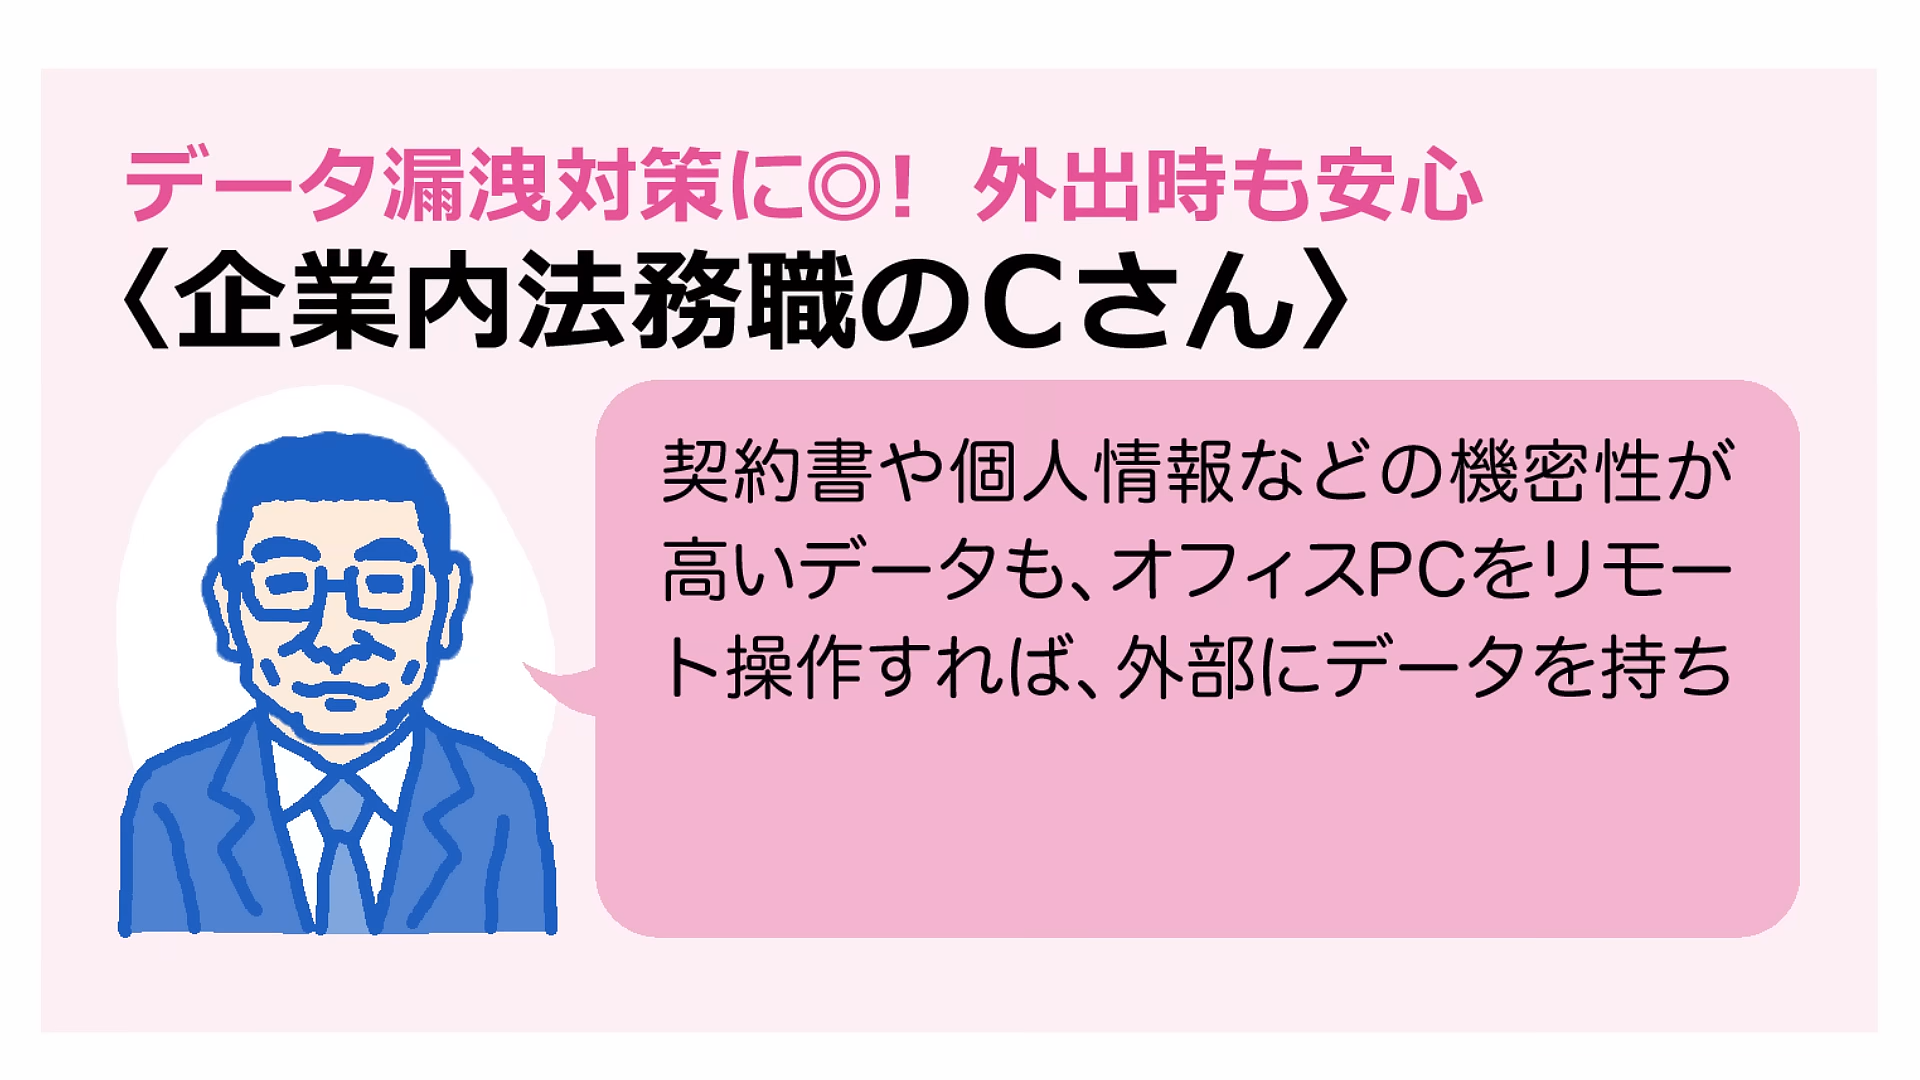 データ漏洩対策に◎！ 外出時も安心
〈企業内法務職のCさん〉
契約書や個人情報などの機密性が
高いデータも、オフィスPCをリモー
ト操作すれば、外部にデータを持ち